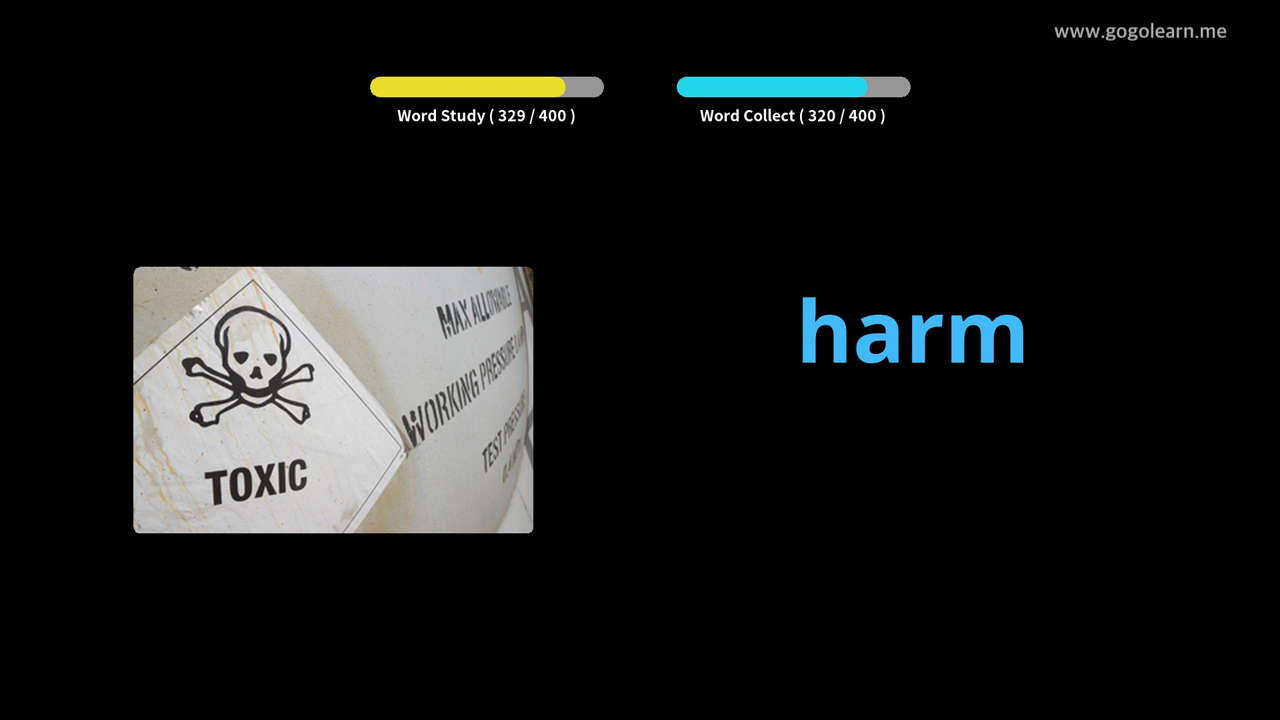 www.gogolearn.me
Word Study ( 329 / 400 )
Word Collect ( 320 / 400 )
harm
TOXIC
MAX ALLOWABLE
WORKING PRESSURE
TEST PRESSURE